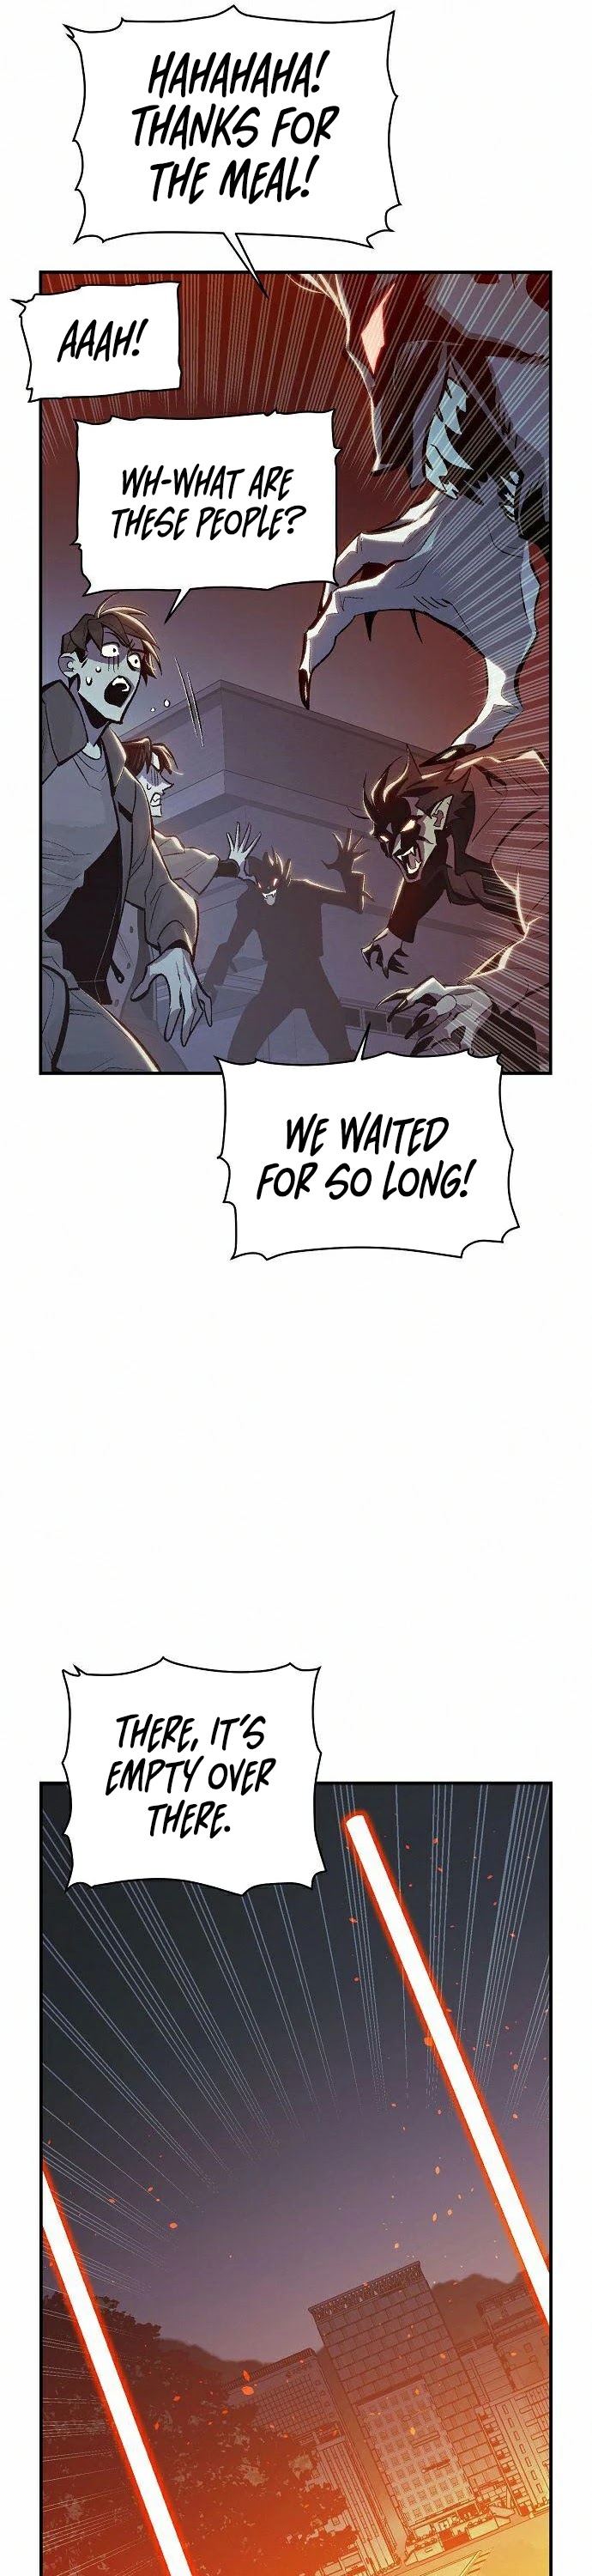 HAHAHAHA!
THANKS FOR
THE MEAL!
AAAH!
WH-WHAT ARE
THESE PEOPLE?
WE WAITED
FOR SO LONG!
THERE, IT'S
EMPTY OVER
THERE.